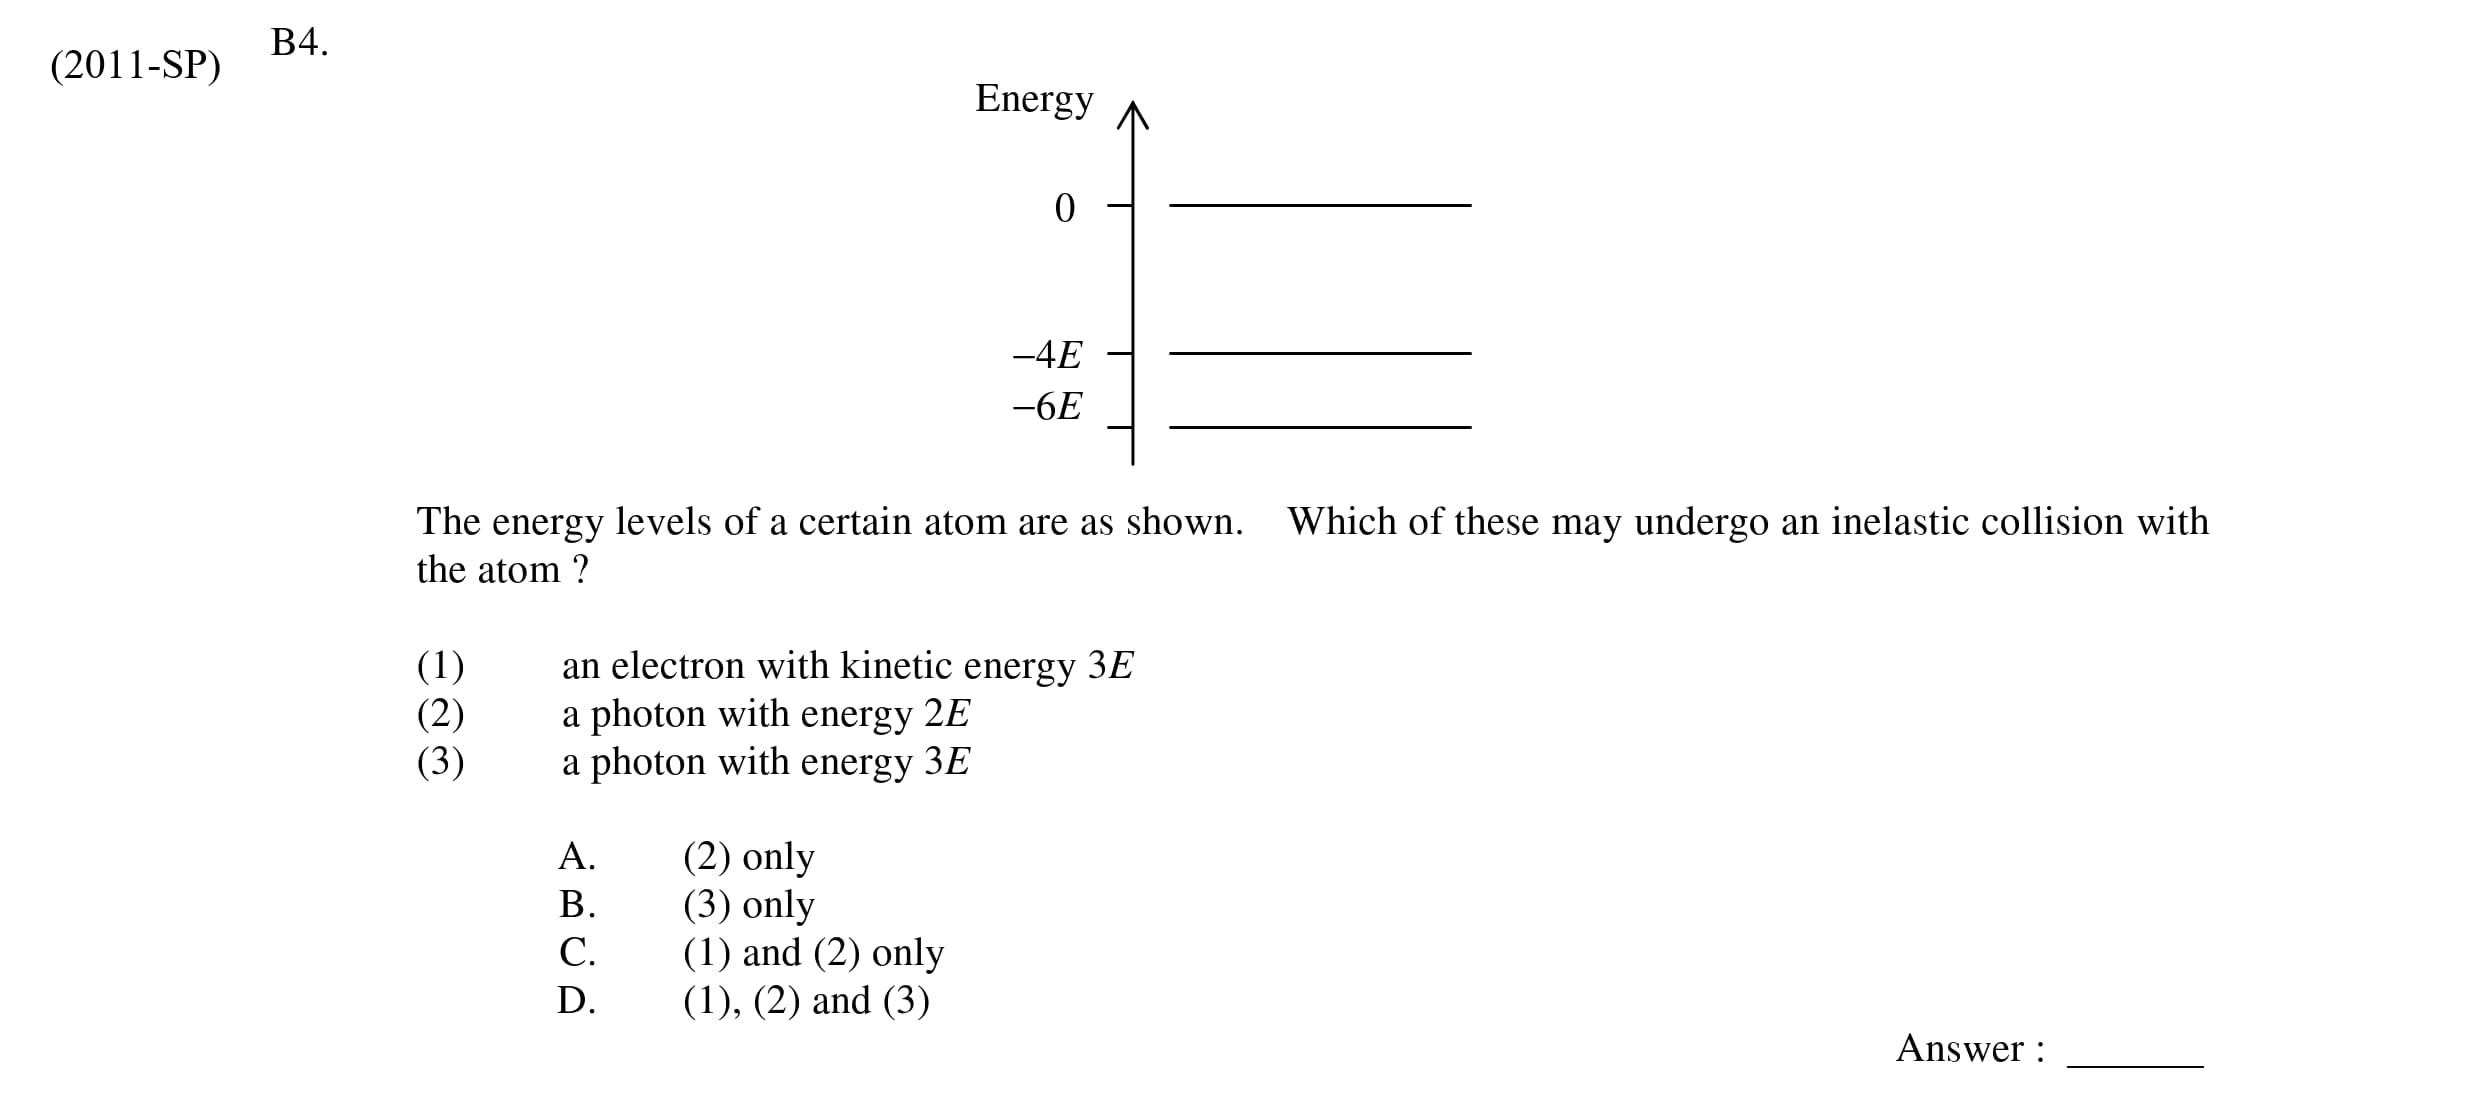 (2011-SP) B4.
Energy
0
–4E
–6E
The energy levels of a certain atom are as shown. Which of these may undergo an inelastic collision with
the atom ?
(1) an electron with kinetic energy 3E
(2) a photon with energy 2E
(3) a photon with energy 3E
A. (2) only
B. (3) only
C. (1) and (2) only
D. (1), (2) and (3)
Answer : ______